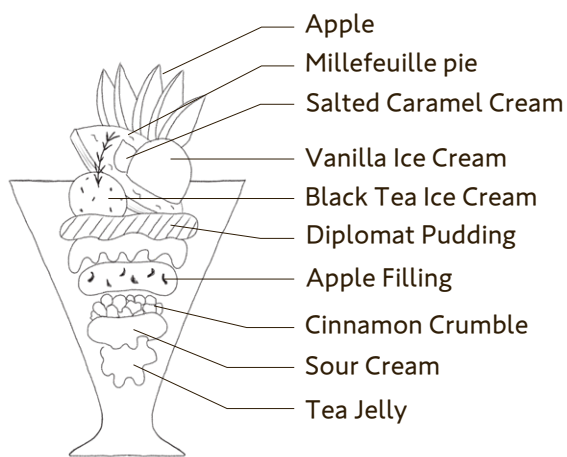 Apple
Millefeuille pie
Salted Caramel Cream
Vanilla Ice Cream
Black Tea Ice Cream
Diplomat Pudding
Apple Filling
Cinnamon Crumble
Sour Cream
Tea Jelly